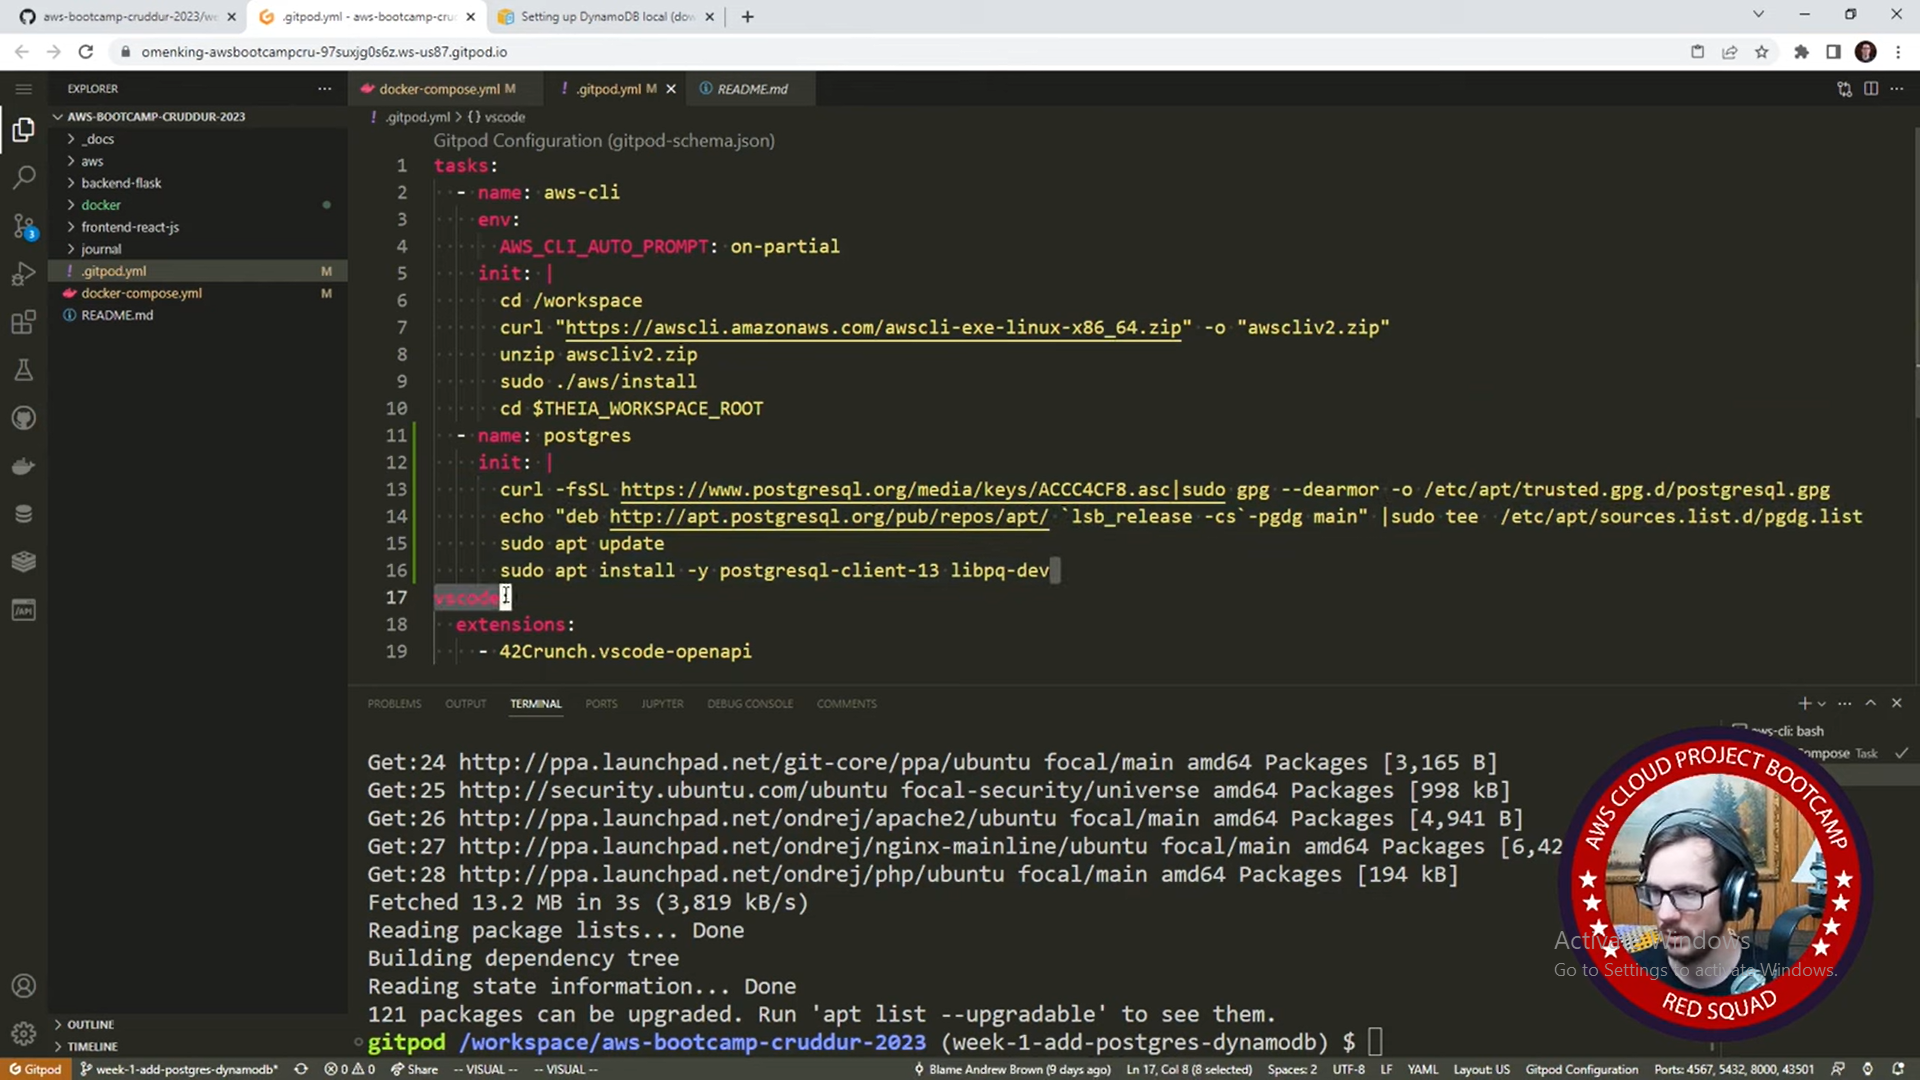 aws-bootcamp-cruddur-2023/we
.gitpod.yml - aws-bootcamp-cru
Setting up DynamoDB local (dow
omenking-awsbootcampcru-97suxjg0s6z.ws-us87.gitpod.io
EXPLORER
docker-compose.yml M
.gitpod.yml M
README.md
AWS-BOOTCAMP-CRUDDUR-2023
.gitpod.yml > {} vscode
_docs
aws
backend-flask
docker
frontend-react-js
journal
.gitpod.yml M
docker-compose.yml M
README.md
OUTLINE
TIMELINE
Gitpod Configuration (gitpod-schema.json)
1 tasks:
2 - name: aws-cli
3 env:
4 AWS_CLI_AUTO_PROMPT: on-partial
5 init: |
6 cd /workspace
7 curl "https://awscli.amazonaws.com/awscli-exe-linux-x86_64.zip" -o "awscliv2.zip"
8 unzip awscliv2.zip
9 sudo ./aws/install
10 cd $THEIA_WORKSPACE_ROOT
11 - name: postgres
12 init: |
13 curl -fsSL https://www.postgresql.org/media/keys/ACCC4CF8.asc|sudo gpg --dearmor -o /etc/apt/trusted.gpg.d/postgresql.gpg
14 echo "deb http://apt.postgresql.org/pub/repos/apt/ `lsb_release -cs`-pgdg main" |sudo tee /etc/apt/sources.list.d/pgdg.list
15 sudo apt update
16 sudo apt install -y postgresql-client-13 libpq-dev
17 vscode:
18 extensions:
19 - 42Crunch.vscode-openapi
PROBLEMS OUTPUT TERMINAL PORTS JUPYTER DEBUG CONSOLE COMMENTS
aws-cli: bash
ompose Task
Get:24 http://ppa.launchpad.net/git-core/ppa/ubuntu focal/main amd64 Packages [3,165 B]
Get:25 http://security.ubuntu.com/ubuntu focal-security/universe amd64 Packages [998 kB]
Get:26 http://ppa.launchpad.net/ondrej/apache2/ubuntu focal/main amd64 Packages [4,941 B]
Get:27 http://ppa.launchpad.net/ondrej/nginx-mainline/ubuntu focal/main amd64 Packages [6,42
Get:28 http://ppa.launchpad.net/ondrej/php/ubuntu focal/main amd64 Packages [194 kB]
Fetched 13.2 MB in 3s (3,819 kB/s)
Reading package lists... Done
Building dependency tree
Reading state information... Done
121 packages can be upgraded. Run 'apt list --upgradable' to see them.
gitpod /workspace/aws-bootcamp-cruddur-2023 (week-1-add-postgres-dynamodb) $
AWS CLOUD PROJECT BOOTCAMP
RED SQUAD
Activate Windows
Go to Settings to activate Windows.
3
/API
Gitpod week-1-add-postgres-dynamodb* 0 0 Share -- VISUAL -- -- VISUAL -- Blame Andrew Brown (9 days ago) Ln 17, Col 8 (8 selected) Spaces: 2 UTF-8 LF YAML Layout: US Gitpod Configuration Ports: 4567, 5432, 8000, 43501